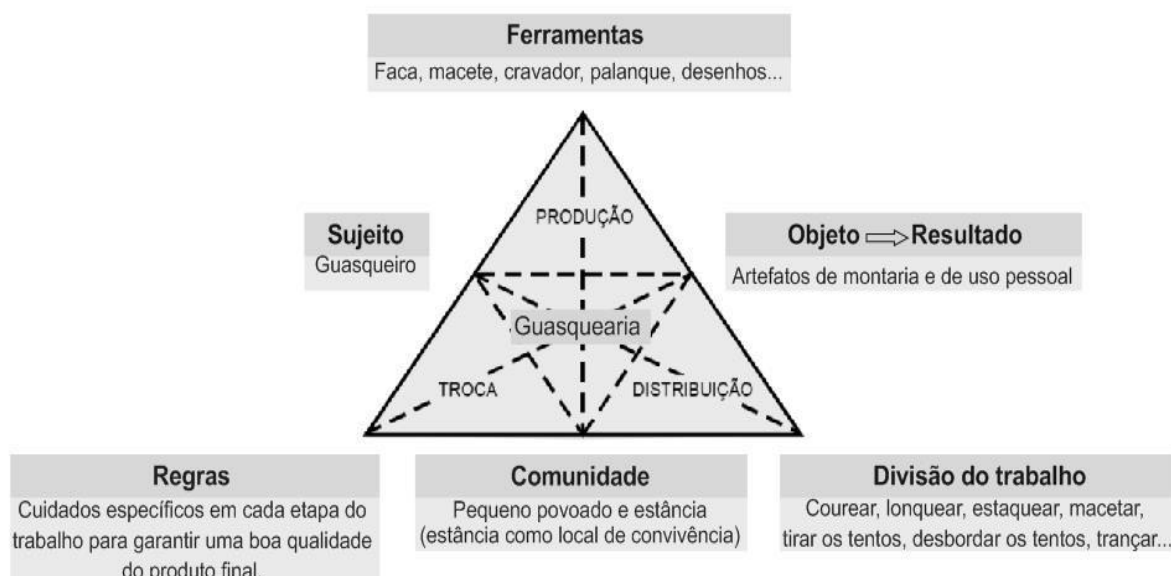 Ferramentas
Faca, macete, cravador, palanque, desenhos...
PRODUÇÃO
Sujeito
Guasqueiro
Objeto ⇨ Resultado
Artefatos de montaria e de uso pessoal
Guasquearia
TROCA
DISTRIBUIÇÃO
Regras
Cuidados específicos em cada etapa do
trabalho para garantir uma boa qualidade
do produto final.
Comunidade
Pequeno povoado e estância
(estância como local de convivência)
Divisão do trabalho
Courear, lonquear, estaquear, macetar,
tirar os tentos, desbordar os tentos, trançar...